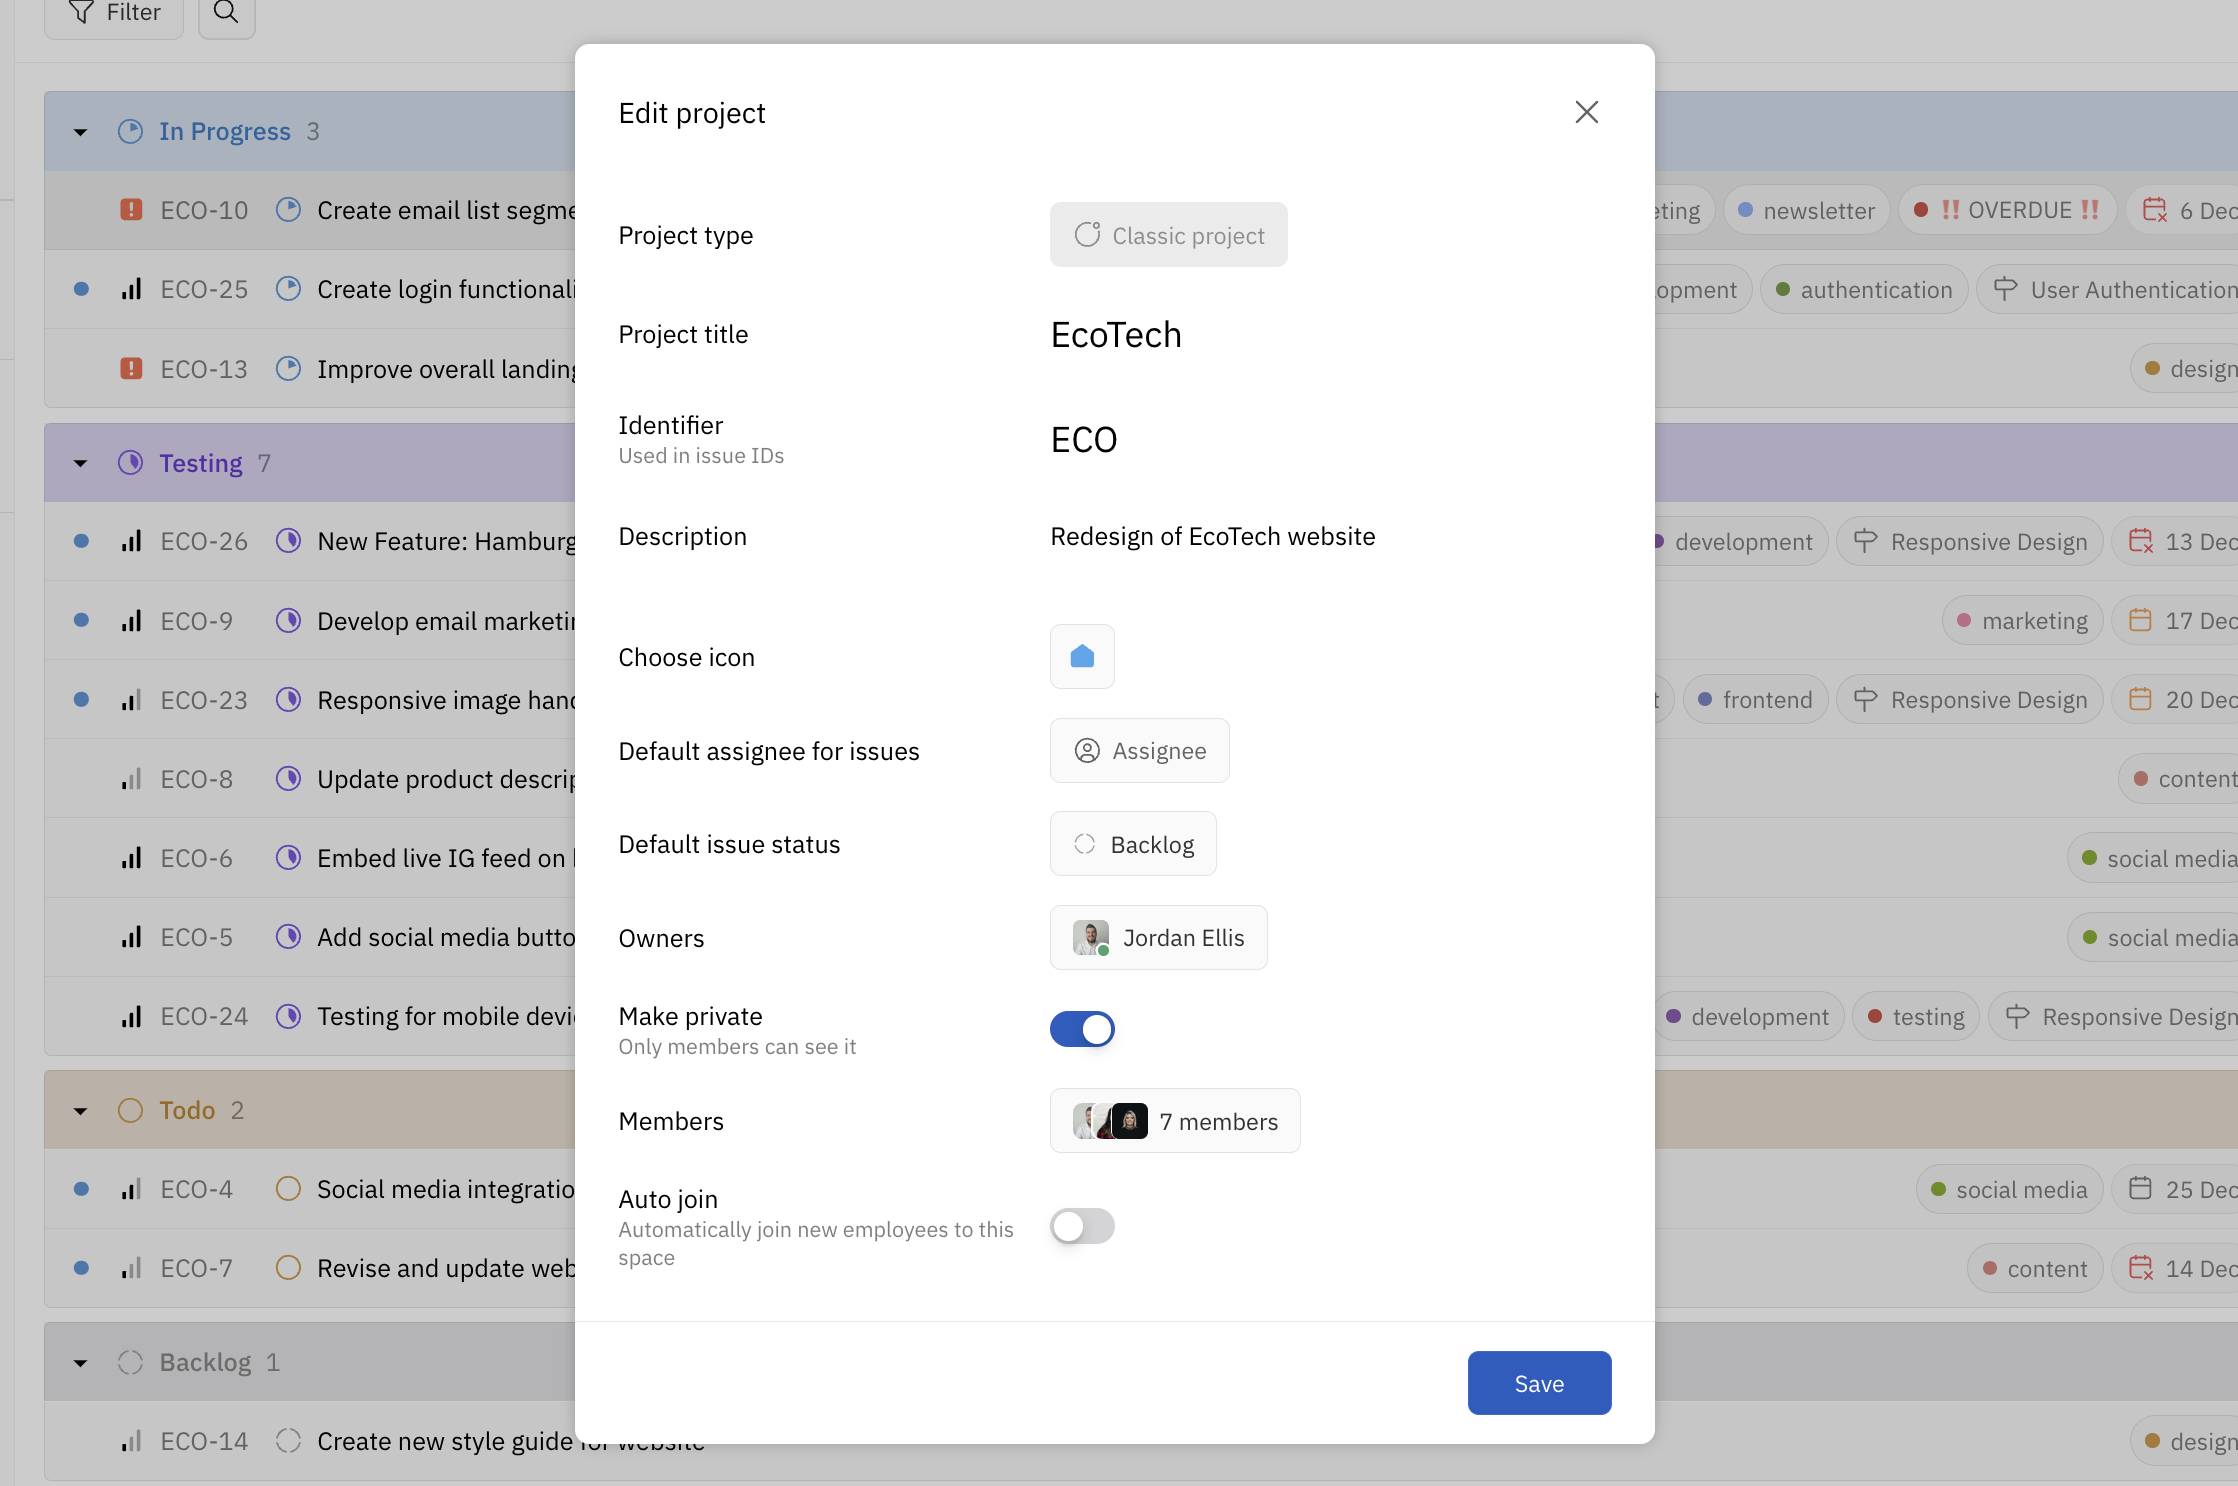 Filter
In Progress 3
ECO-10 Create email list segme
eting newsletter ‼ OVERDUE ‼ 6 Dec
ECO-25 Create login functionali
lopment authentication User Authentication
ECO-13 Improve overall landing
design
Testing 7
ECO-26 New Feature: Hamburg
development Responsive Design 13 Dec
ECO-9 Develop email marketin
marketing 17 Dec
ECO-23 Responsive image hand
t frontend Responsive Design 20 Dec
ECO-8 Update product descrip
content
ECO-6 Embed live IG feed on h
social media
ECO-5 Add social media butto
social media
ECO-24 Testing for mobile devi
development testing Responsive Design
Todo 2
ECO-4 Social media integratio
social media 25 Dec
ECO-7 Revise and update web
content 14 Dec
Backlog 1
ECO-14 Create new style guide for website
design
Edit project
Project type Classic project
Project title EcoTech
Identifier ECO
Used in issue IDs
Description Redesign of EcoTech website
Choose icon
Default assignee for issues Assignee
Default issue status Backlog
Owners Jordan Ellis
Make private
Only members can see it
Members 7 members
Auto join
Automatically join new employees to this
space
Save